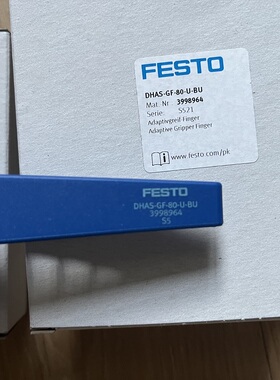 FESTO
DHAS-GF-80-U-BU
Mat. Nr. 3998964
Serie: SS21
Adaptivgreif-Finger
Adaptive Gripper Finger
www.festo.com/pk
FESTO
DHAS-GF-80-U-BU
3998964
S5